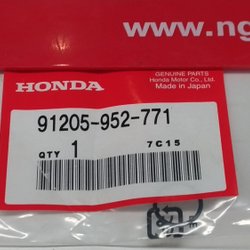 www.ng
HONDA
GENUINE PARTS
Honda Motor Co., Ltd.
Made in Japan
91205-952-771
QTY 1 7C15